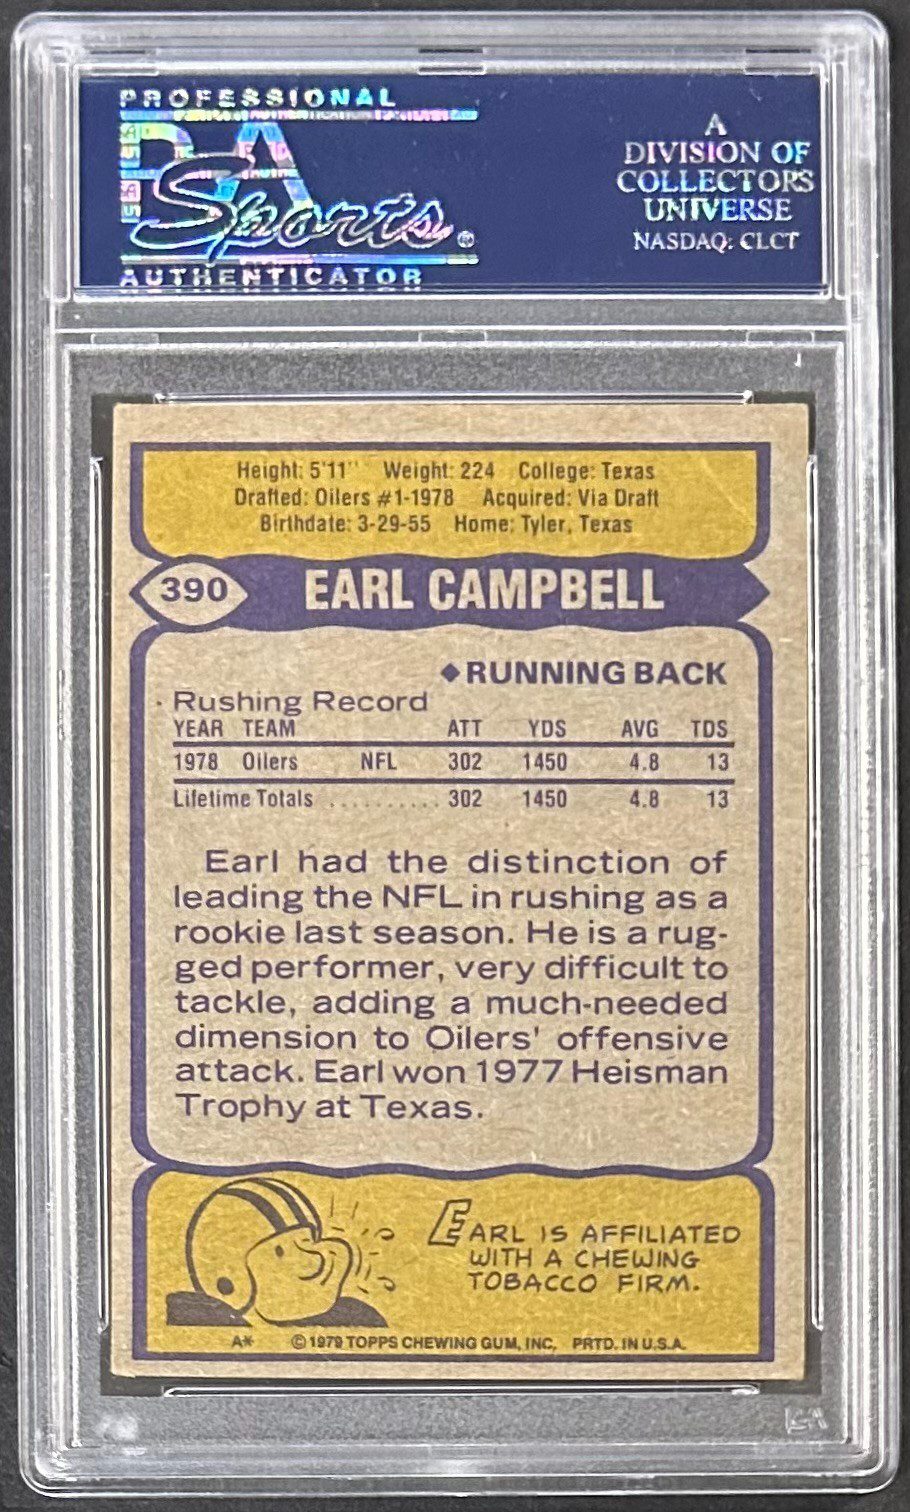 PROFESSIONAL
PSA
Sports®
AUTHENTICATOR
A
DIVISION OF
COLLECTORS
UNIVERSE
NASDAQ: CLCT
Height: 5'11" Weight: 224 College: Texas
Drafted: Oilers #1-1978 Acquired: Via Draft
Birthdate: 3-29-55 Home: Tyler, Texas
390 EARL CAMPBELL
◆RUNNING BACK
Rushing Record
YEAR TEAM ATT YDS AVG TDS
1978 Oilers NFL 302 1450 4.8 13
Lifetime Totals .......... 302 1450 4.8 13
Earl had the distinction of
leading the NFL in rushing as a
rookie last season. He is a rug-
ged performer, very difficult to
tackle, adding a much-needed
dimension to Oilers' offensive
attack. Earl won 1977 Heisman
Trophy at Texas.
EARL IS AFFILIATED
WITH A CHEWING
TOBACCO FIRM.
A* © 1979 TOPPS CHEWING GUM, INC. PRTD. IN U.S.A.